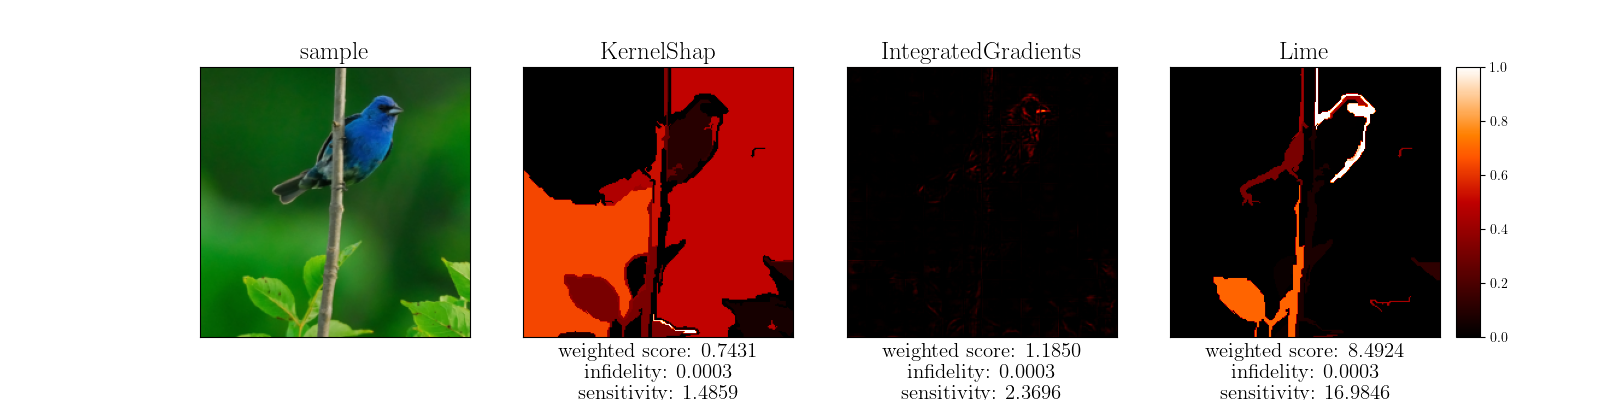 sample
KernelShap
IntegratedGradients
Lime
1.0
0.8
0.6
0.4
0.2
0.0
weighted score: 0.7431
infidelity: 0.0003
sensitivity: 1.4859
weighted score: 1.1850
infidelity: 0.0003
sensitivity: 2.3696
weighted score: 8.4924
infidelity: 0.0003
sensitivity: 16.9846